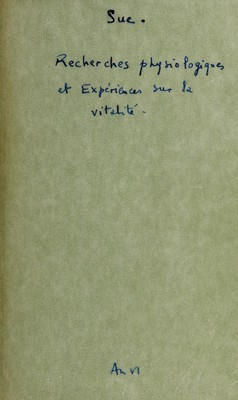 Sue.
Recherches physiologiques
et Expériences sur la
vitalité.
An VI